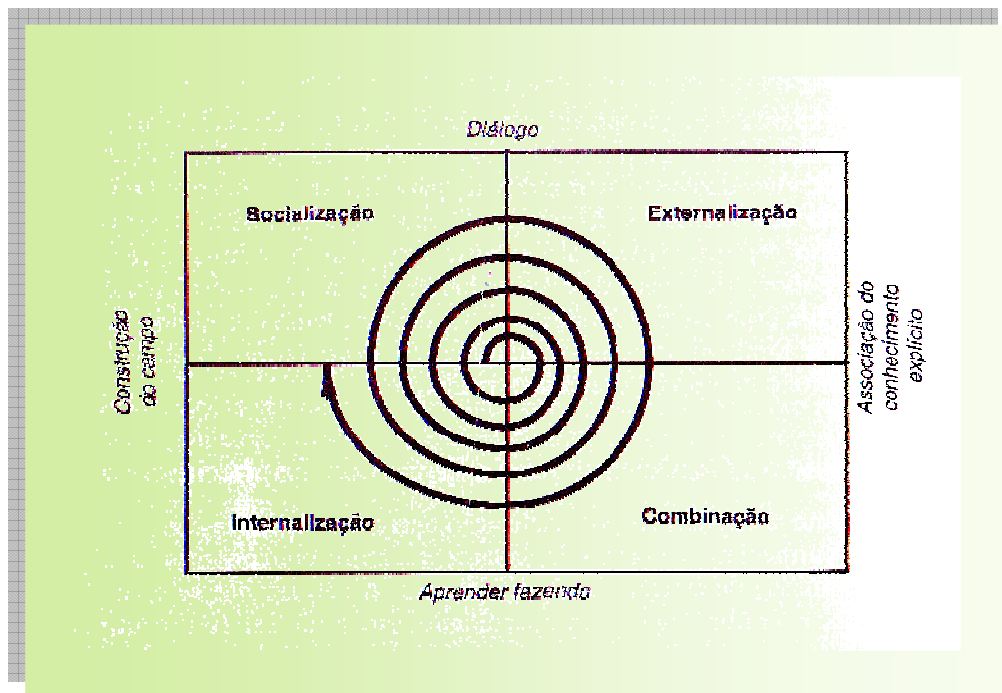 Diálogo
Socialização
Externalização
Construção
do campo
Associação do
conhecimento
explícito
Internalização
Combinação
Aprender fazendo